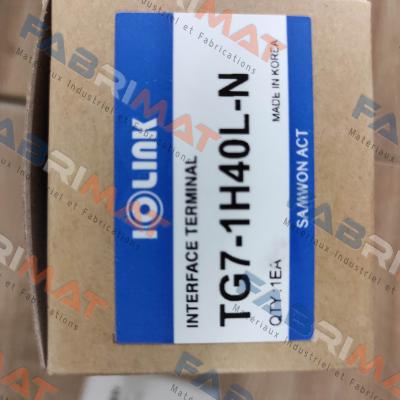 IOLINK
INTERFACE TERMINAL
TG7-1H40L-N
QTY :1EA
MADE IN KOREA
SAMWON ACT
FABRIMAT
Matériaux Industriel et Fabrications